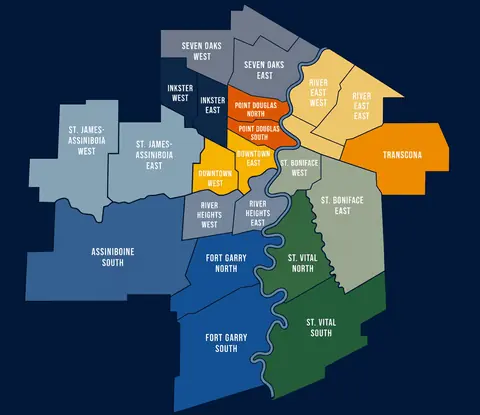 SEVEN OAKS
WEST
SEVEN OAKS
EAST
INKSTER
WEST
INKSTER
EAST
POINT DOUGLAS
NORTH
POINT DOUGLAS
SOUTH
RIVER
EAST
WEST
RIVER
EAST
EAST
TRANSCONA
ST. JAMES-
ASSINIBOIA
WEST
ST. JAMES-
ASSINIBOIA
EAST
DOWNTOWN
WEST
DOWNTOWN
EAST
ST. BONIFACE
WEST
ST. BONIFACE
EAST
RIVER
HEIGHTS
WEST
RIVER
HEIGHTS
EAST
ASSINIBOINE
SOUTH
FORT GARRY
NORTH
ST. VITAL
NORTH
FORT GARRY
SOUTH
ST. VITAL
SOUTH